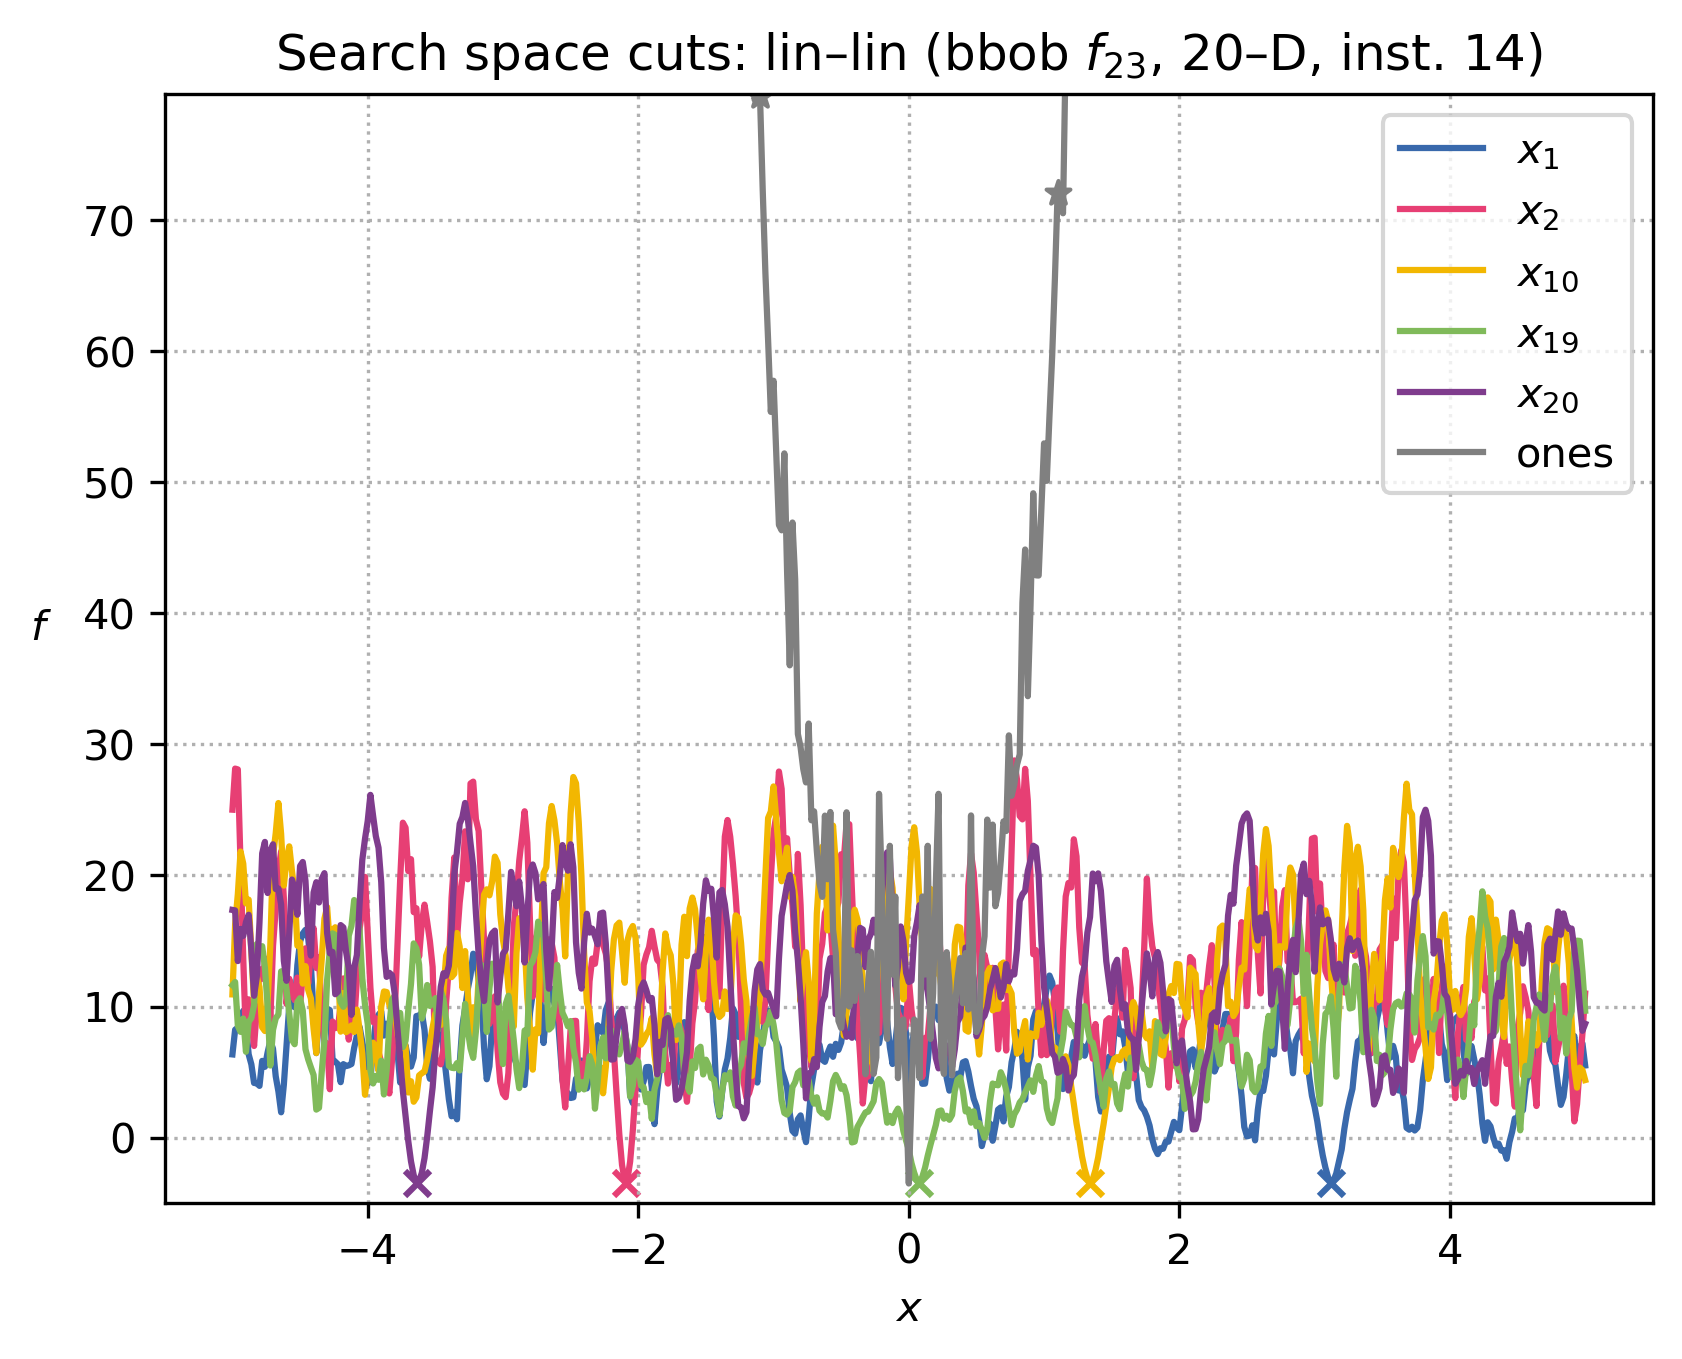 Search space cuts: lin–lin (bbob f₂₃, 20–D, inst. 14)
x₁
x₂
x₁₀
x₁₉
x₂₀
ones
70
60
50
40
30
20
10
0
f
−4
−2
0
2
4
x